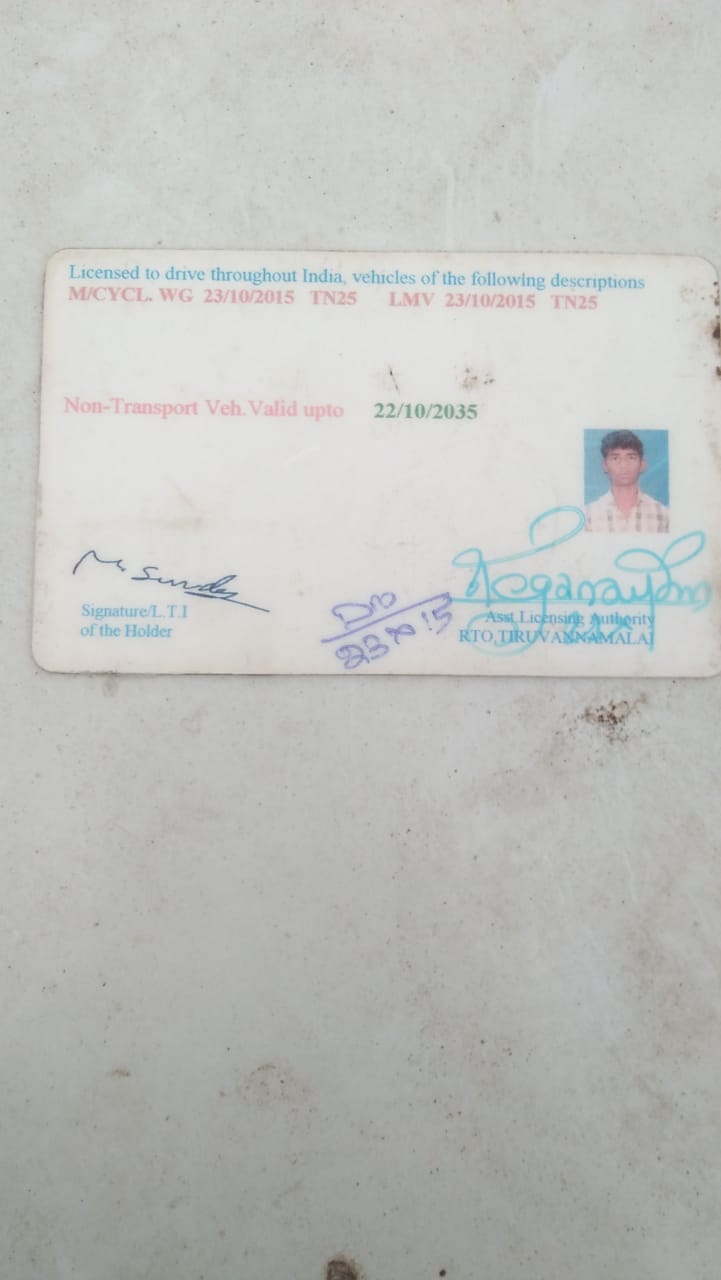 Licensed to drive throughout India, vehicles of the following descriptions
M/CYCL. WG 23/10/2015 TN25 LMV 23/10/2015 TN25
Non-Transport Veh.Valid upto 22/10/2035
Signature/L.T.I
of the Holder
Asst Licensing Authority
RTO,TIRUVANNAMALAI